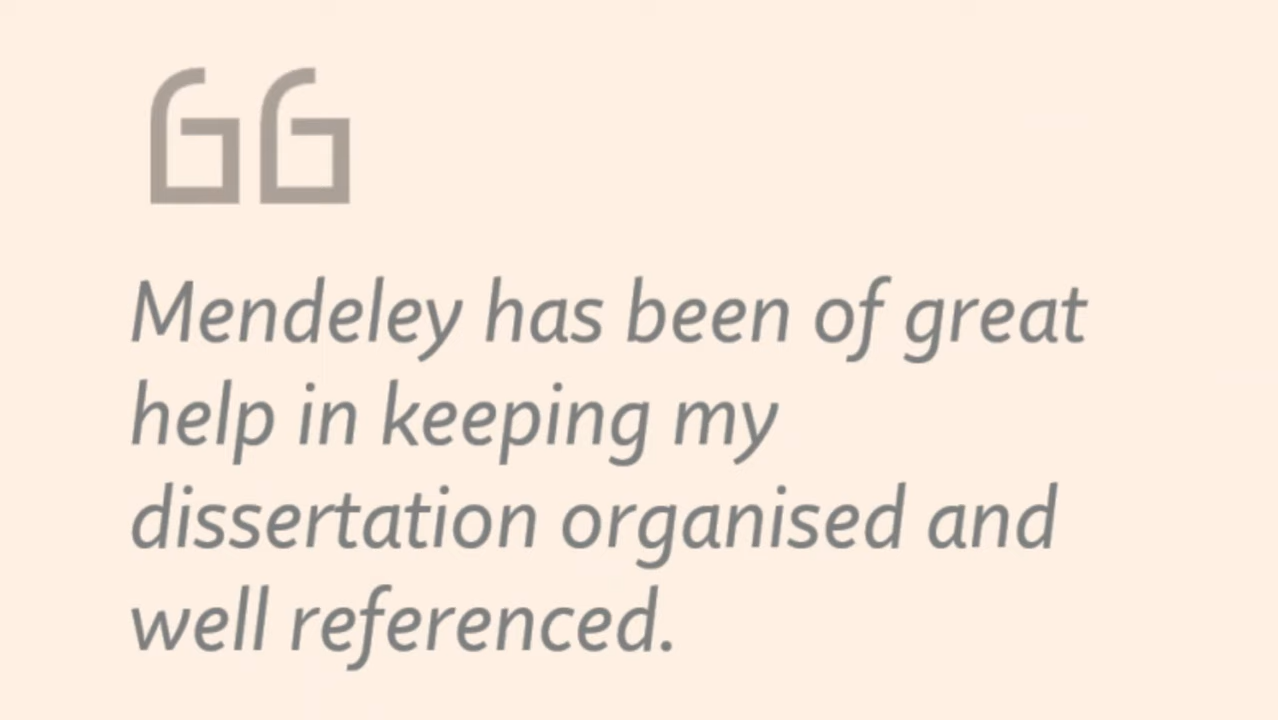 Mendeley has been of great
help in keeping my
dissertation organised and
well referenced.